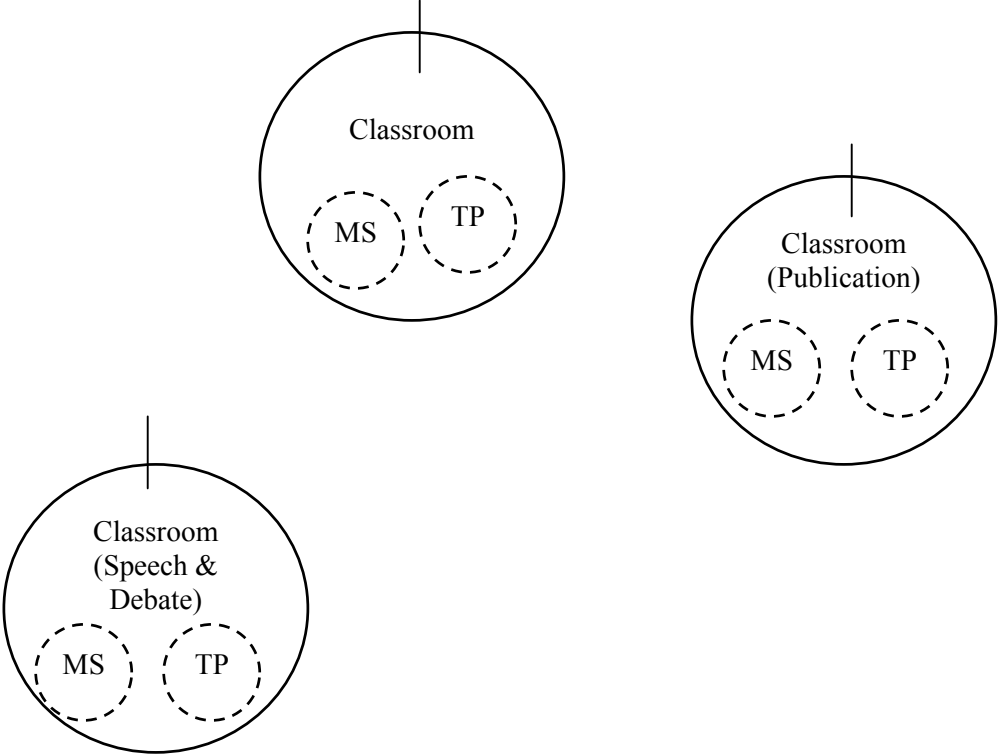 Classroom
MS
TP
Classroom
(Publication)
MS
TP
Classroom
(Speech &
Debate)
MS
TP